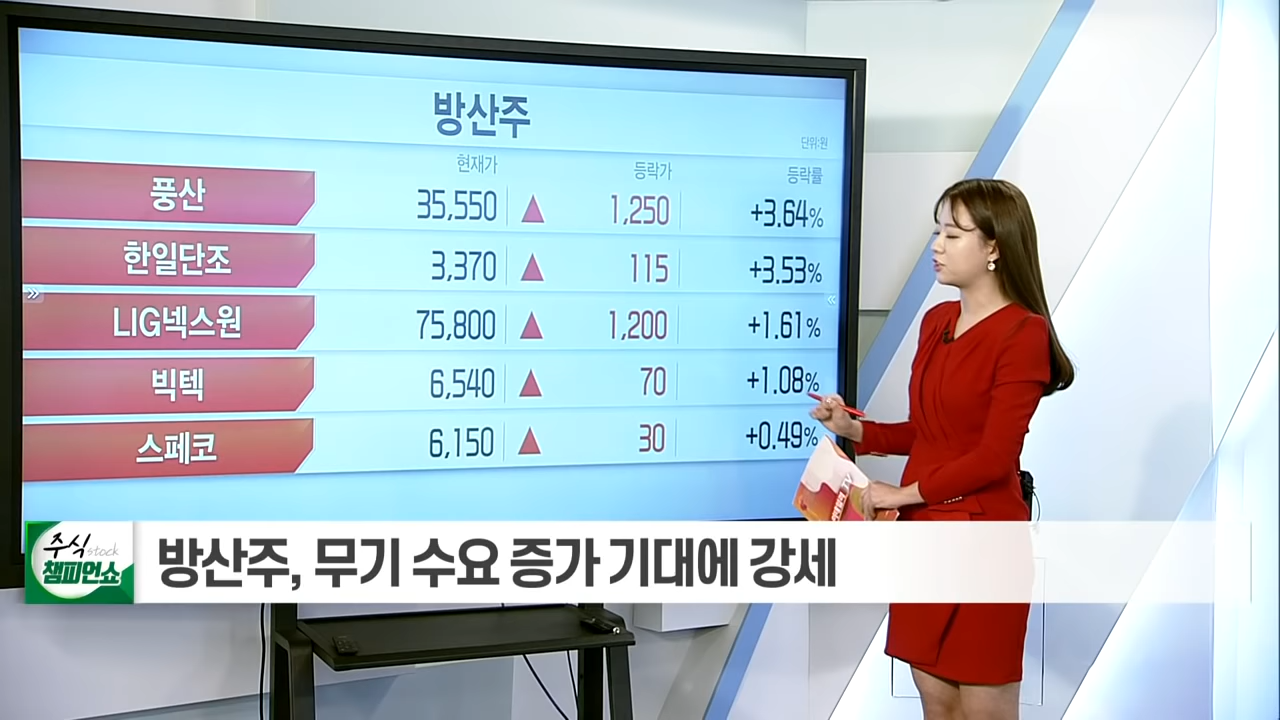 방산주
단위:원
현재가 등락가 등락률
풍산 35,550 ▲ 1,250 +3.64%
한일단조 3,370 ▲ 115 +3.53%
LIG넥스원 75,800 ▲ 1,200 +1.61%
빅텍 6,540 ▲ 70 +1.08%
스페코 6,150 ▲ 30 +0.49%
주식 stock
챔피언쇼
방산주, 무기 수요 증가 기대에 강세